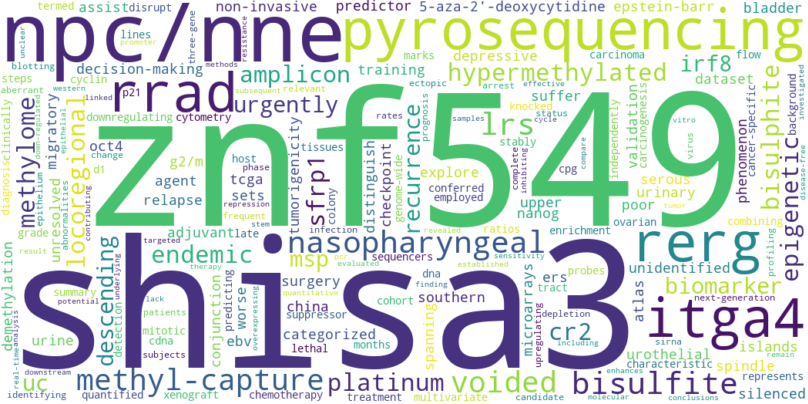 termed assist disrupt non-invasive predictor 5-aza-2'-deoxycytidine epstein-barr bladder
unclear npc/nne pyrosequencing
lines three-gene resistance promoter methods
blotting western decision-making depressive carcinoma flow
steps cyclin amplicon training hypermethylated irf8 marks dataset
aberrant p21 rrad urgently ectopic arrest effective
linked subsequent relevant knocked suffer status cycle
methylome migratory down-regulated epithelial downregulating cytometry rates prognosis lrs stably validation carcinogenesis independently bisulphite background investigated
diagnosis clinically change oct4 d1 host tissues samples compare vitro virus
znf549
locoregional unresolved abnormalities g2/m phase agent conferred employed cpg cancer-specific phenomenon epigenetic disease-free
relapse tcga sets repression sfrp1 tumorigenicity colony checkpoint distinguish genome-wide recurrence explore complete inhibiting serous urinary
grade epithelium contributing adjuvant late frequent stem infection revealed upper nanog poor ovarian tumor combining
result targeted nasopharyngeal ratios enrichment rerg profiling
demethylation descending endemic msp sequencers sensitivity unidentified
shisa3
summary underlying therapy evaluated pcr quantitative established dna finding ers probes tract biomarker
potential lack conjunction predicting worse surgery cohort southern microarrays depletion atlas next-generation
urine detection patients suppressor china categorized spanning cr2 upregulating including sirna itga4 islands
real-time analysis mitotic cdna ebv overexpressing lethal months urothelial characteristic spindle remain
uc subjects methyl-capture platinum voided bisulfite represents silenced
identifying downstream quantified xenograft chemotherapy treatment multivariate candidate enhances molecular conclusions